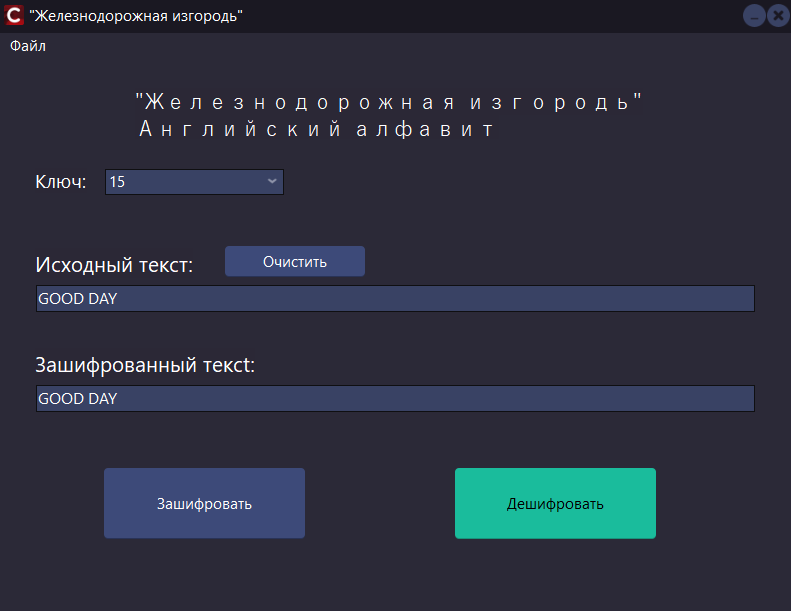 "Железнодорожная изгородь"
Файл
"Железнодорожная изгородь"
Английский алфавит
Ключ: 15
Исходный текст: Очистить
GOOD DAY
Зашифрованный текст:
GOOD DAY
Зашифровать Дешифровать